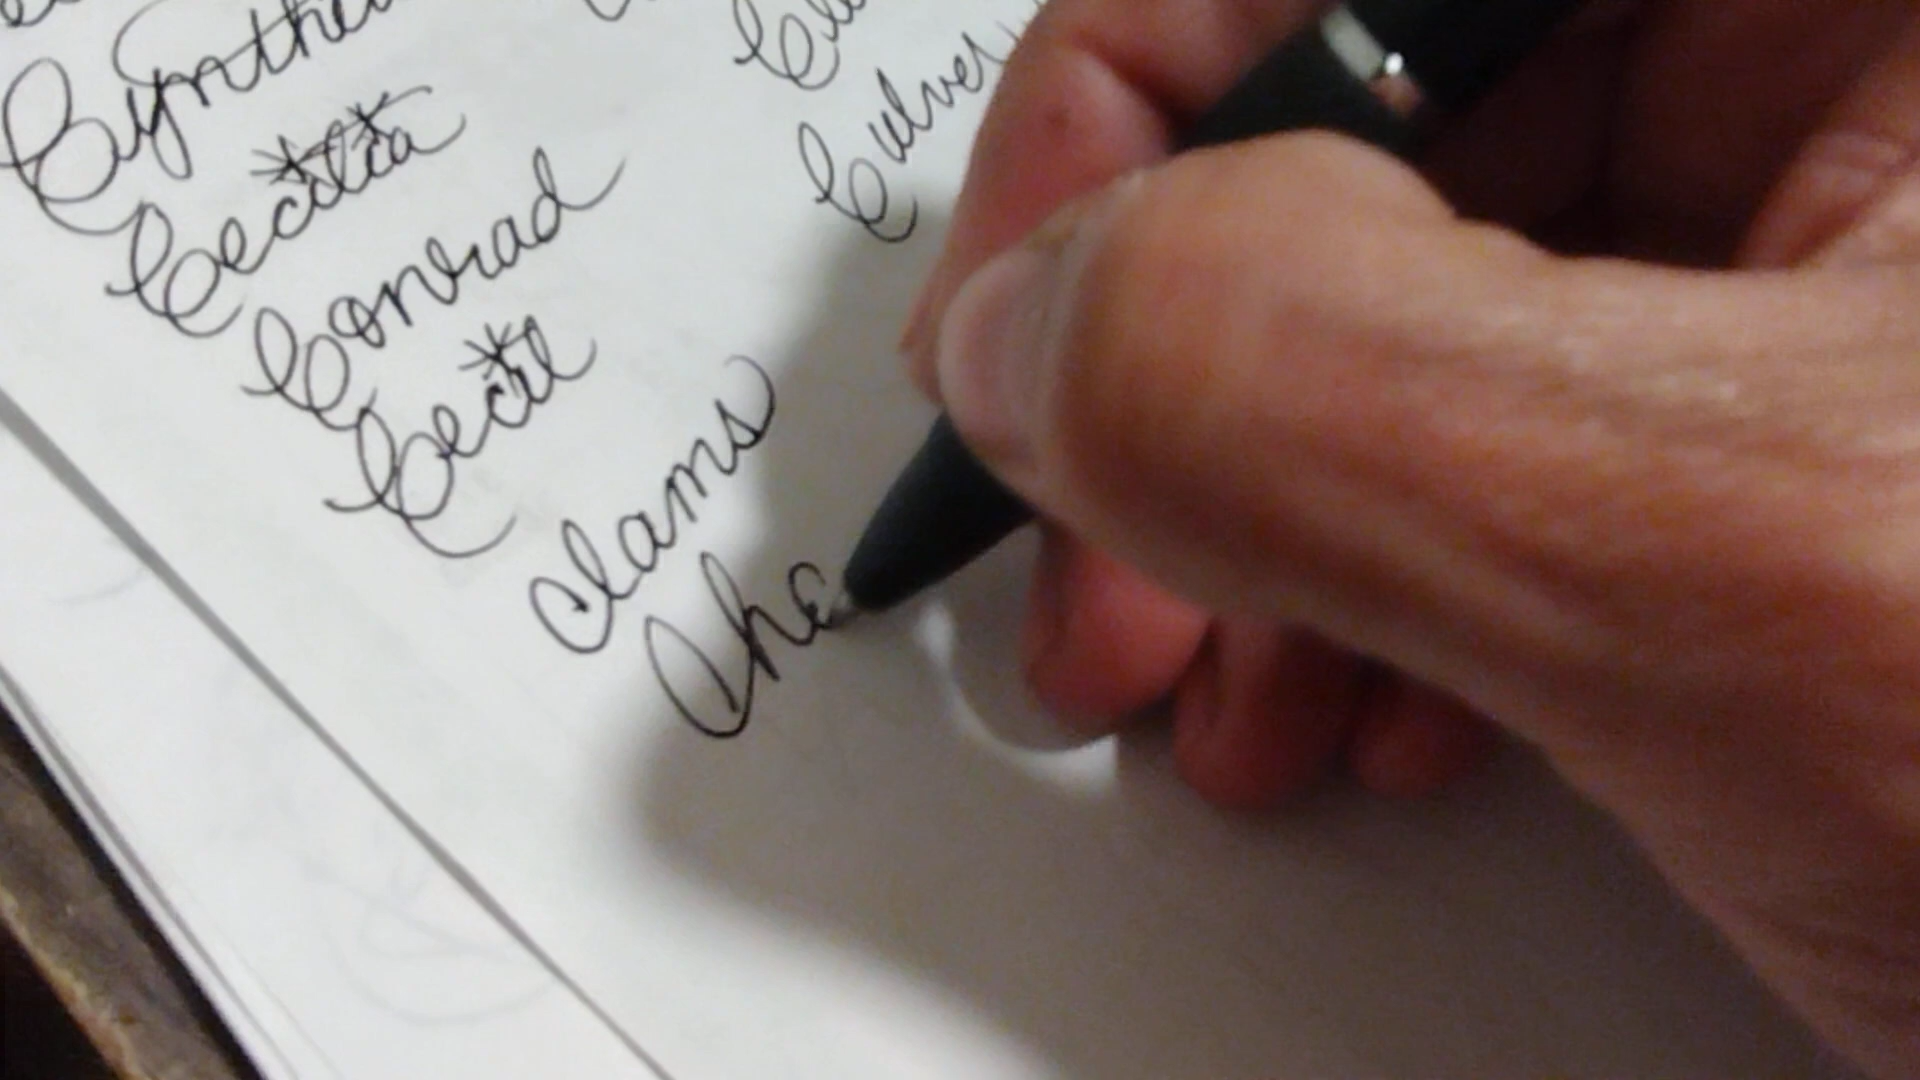 Cynthia
Cecilia
Conrad
Cecil
clams
che
Culver